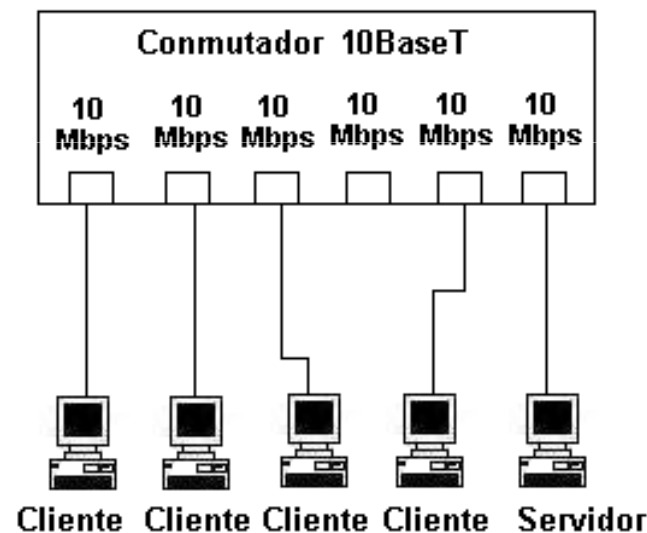 Conmutador 10BaseT
10 10 10 10 10 10
Mbps Mbps Mbps Mbps Mbps Mbps
Cliente Cliente Cliente Cliente Servidor